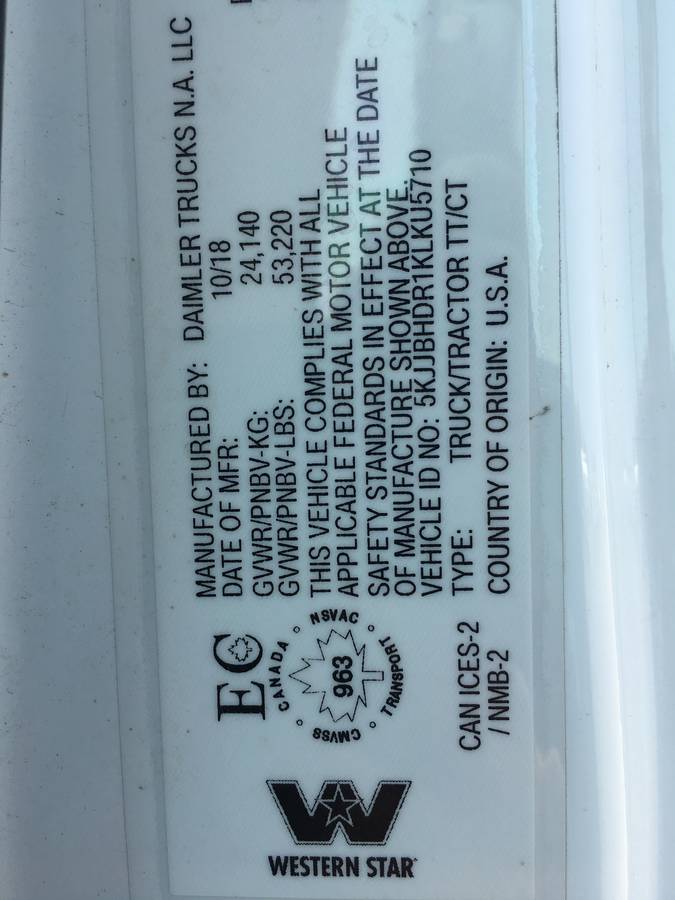 MANUFACTURED BY: DAIMLER TRUCKS N.A. LLC
DATE OF MFR: 10/18
GVWR/PNBV-KG: 24,140
GVWR/PNBV-LBS: 53,220
THIS VEHICLE COMPLIES WITH ALL
APPLICABLE FEDERAL MOTOR VEHICLE
SAFETY STANDARDS IN EFFECT AT THE DATE
OF MANUFACTURE SHOWN ABOVE.
VEHICLE ID NO: 5KJJBHDR1KLKU5710
TYPE: TRUCK/TRACTOR TT/CT
COUNTRY OF ORIGIN: U.S.A.
EC
CANADA
NSVAC
963
CMVSS
TRANSPORT
CAN ICES-2
/ NMB-2
WESTERN STAR